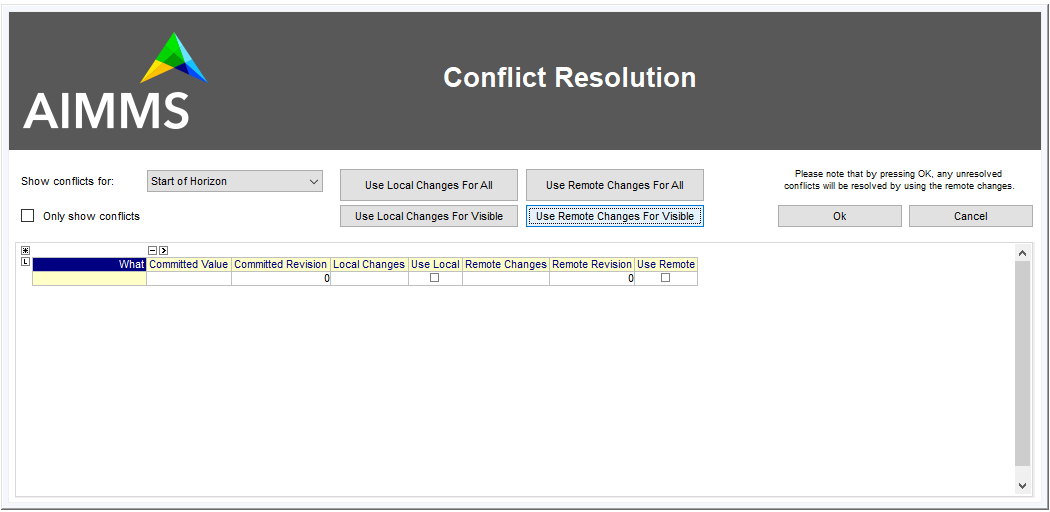 AIMMS
Conflict Resolution
Show conflicts for:
Start of Horizon
Use Local Changes For All
Use Remote Changes For All
Please note that by pressing OK, any unresolved
conflicts will be resolved by using the remote changes.
Only show conflicts
Use Local Changes For Visible
Use Remote Changes For Visible
Ok
Cancel
L
What Committed Value Committed Revision Local Changes Use Local Remote Changes Remote Revision Use Remote
0 0